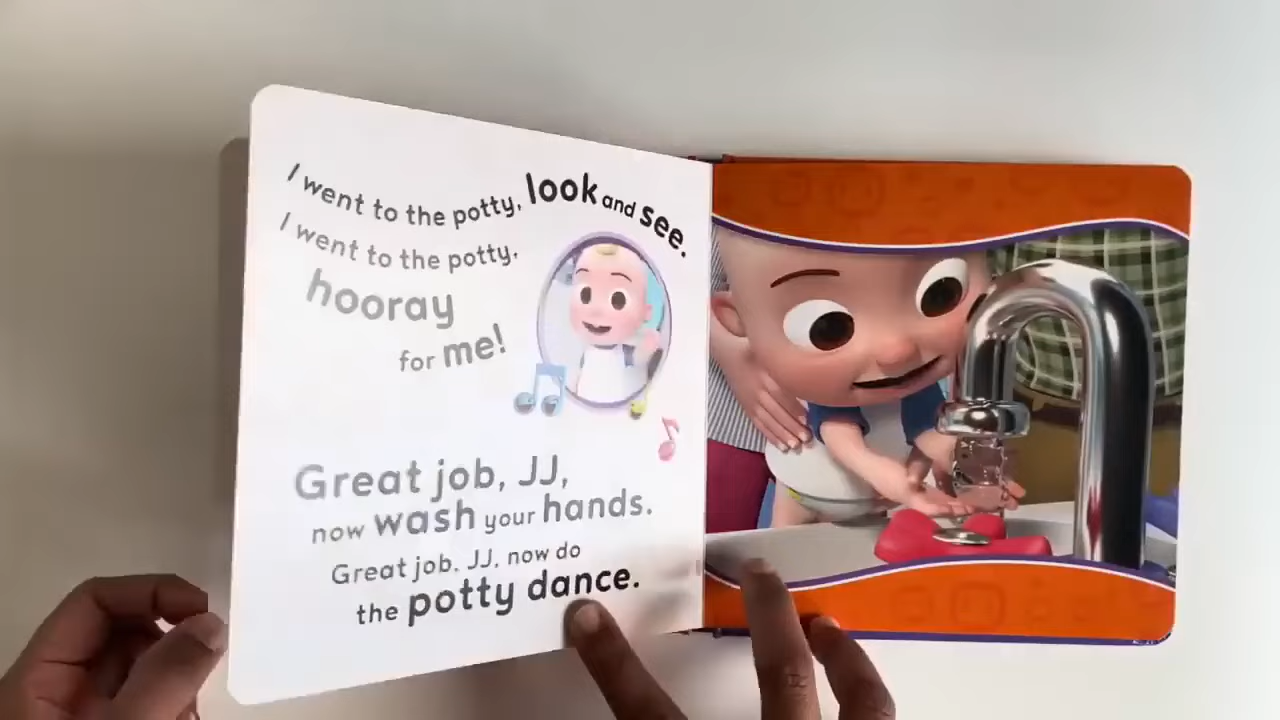 I went to the potty, look and see.
I went to the potty,
hooray
for me!
Great job, JJ,
now wash your hands.
Great job, JJ, now do
the potty dance.